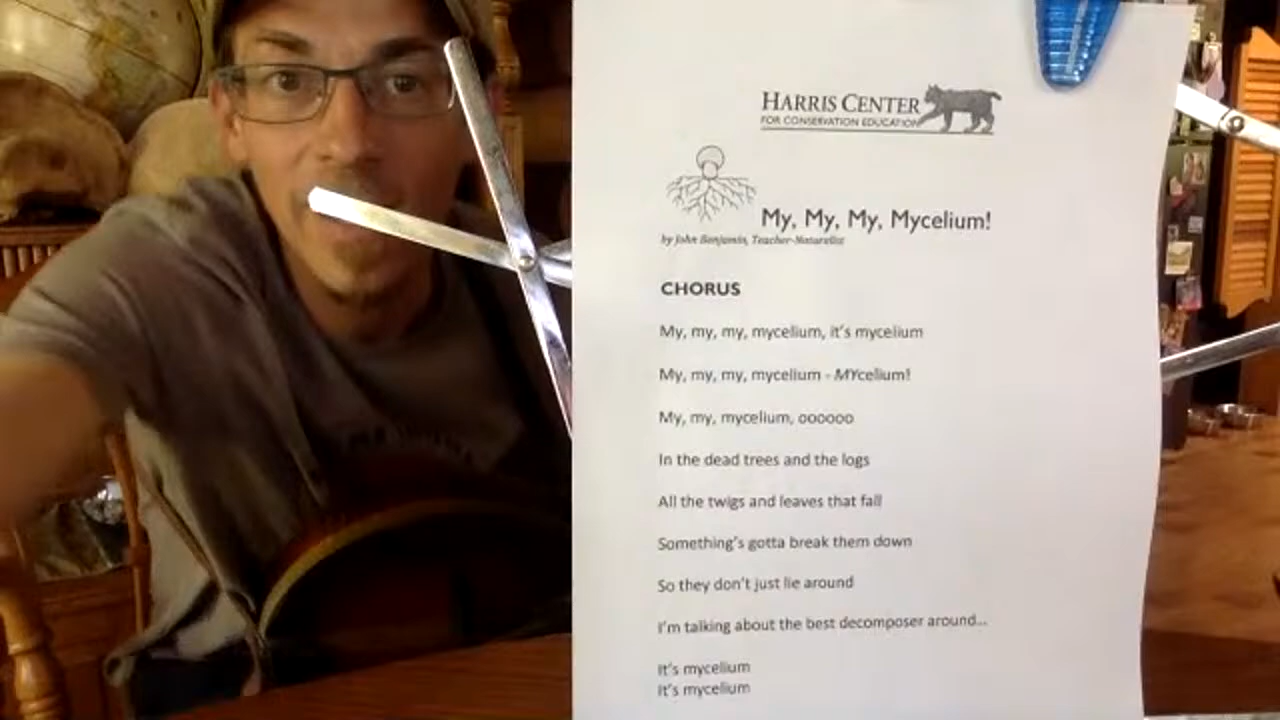 HARRIS CENTER
FOR CONSERVATION EDUCATION
My, My, My, Mycelium!
by John Benjamin, Teacher-Naturalist
CHORUS
My, my, my, mycelium, it's mycelium
My, my, my, mycelium - MYcelium!
My, my, mycelium, oooooo
In the dead trees and the logs
All the twigs and leaves that fall
Something's gotta break them down
So they don't just lie around
I'm talking about the best decomposer around...
It's mycelium
It's mycelium